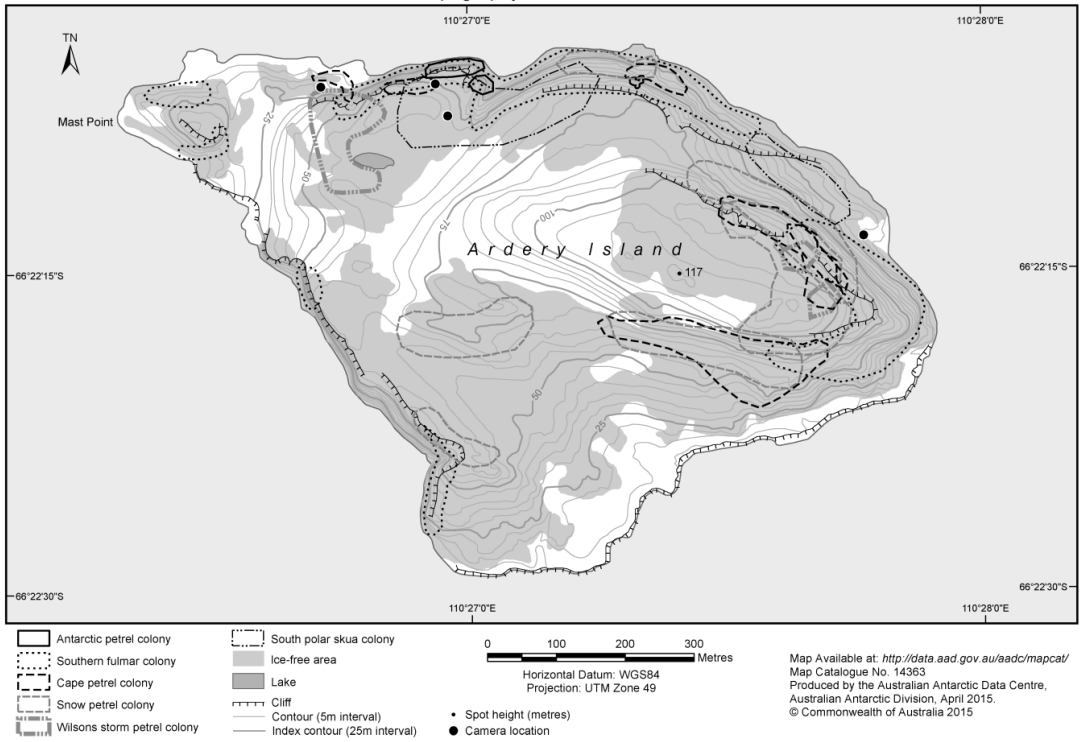 110°27'0"E
110°28'0"E
TN
Mast Point
25
50
75
100
Ardery Island
117
66°22'15"S
66°22'15"S
50
25
66°22'30"S
66°22'30"S
110°27'0"E
110°28'0"E
Antarctic petrel colony
Southern fulmar colony
Cape petrel colony
Snow petrel colony
Wilsons storm petrel colony
South polar skua colony
Ice-free area
Lake
Cliff
Contour (5m interval)
Index contour (25m interval)
0 100 200 300
Metres
Horizontal Datum: WGS84
Projection: UTM Zone 49
Spot height (metres)
Camera location
Map Available at: http://data.aad.gov.au/aadc/mapcat/
Map Catalogue No. 14363
Produced by the Australian Antarctic Data Centre,
Australian Antarctic Division, April 2015.
© Commonwealth of Australia 2015